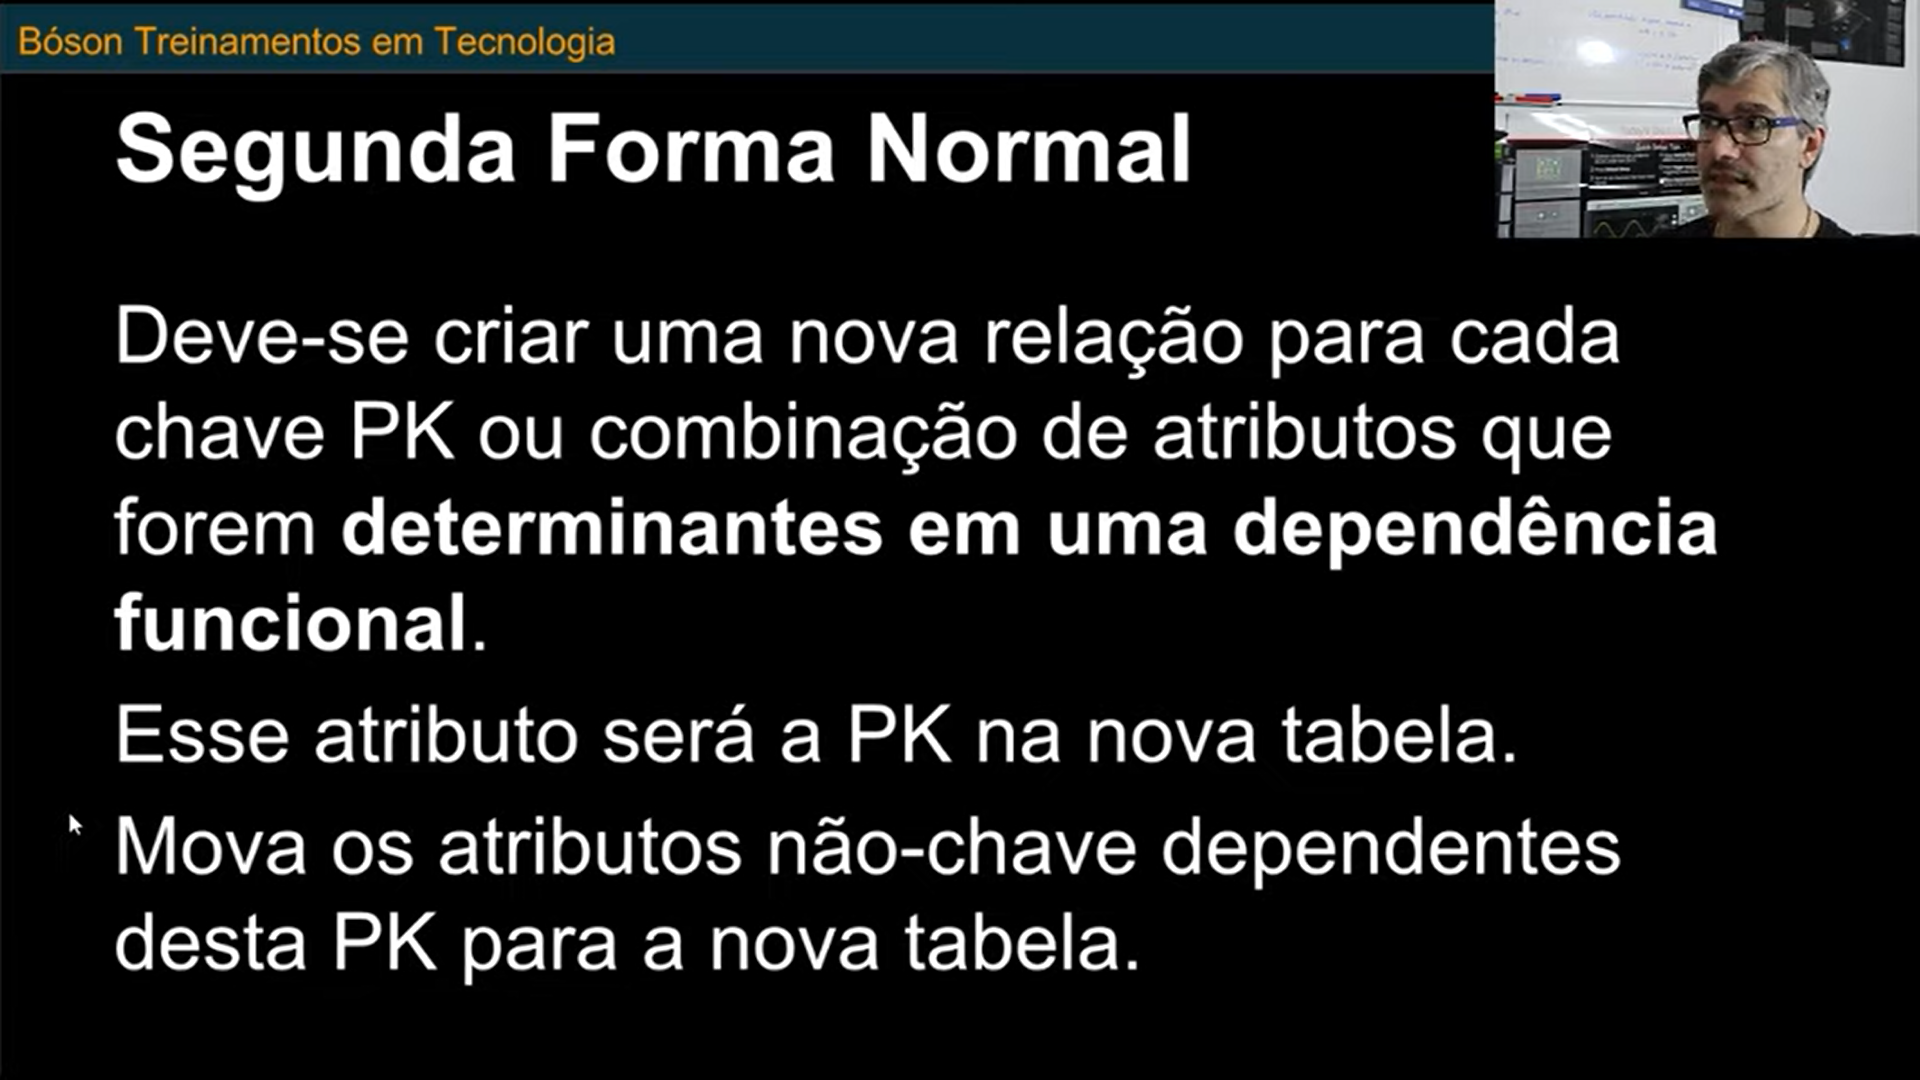 Bóson Treinamentos em Tecnologia
Segunda Forma Normal
Deve-se criar uma nova relação para cada
chave PK ou combinação de atributos que
forem determinantes em uma dependência
funcional.
Esse atributo será a PK na nova tabela.
Mova os atributos não-chave dependentes
desta PK para a nova tabela.